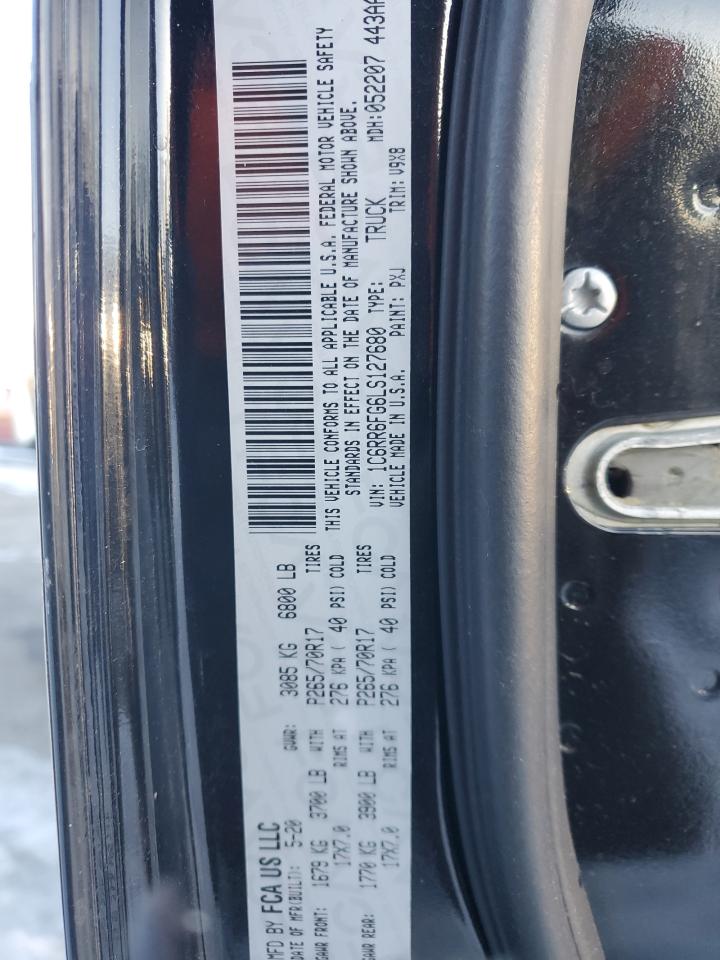 MFD BY FCA US LLC
DATE OF MFR(BUILT): 5-20 GVWR: 3085 KG 6800 LB
GAWR FRONT: 1679 KG 3700 LB WITH P265/70R17 TIRES
17X7.0 RIMS AT 276 KPA ( 40 PSI) COLD
GAWR REAR: 1770 KG 3900 LB WITH P265/70R17 TIRES
17X7.0 RIMS AT 276 KPA ( 40 PSI) COLD
THIS VEHICLE CONFORMS TO ALL APPLICABLE U.S.A. FEDERAL MOTOR VEHICLE SAFETY
STANDARDS IN EFFECT ON THE DATE OF MANUFACTURE SHOWN ABOVE.
VIN: 1C6RR6FG6LS127680 TYPE: TRUCK MDH:052207 443AA
VEHICLE MADE IN U.S.A. PAINT: PXJ TRIM: V9X8